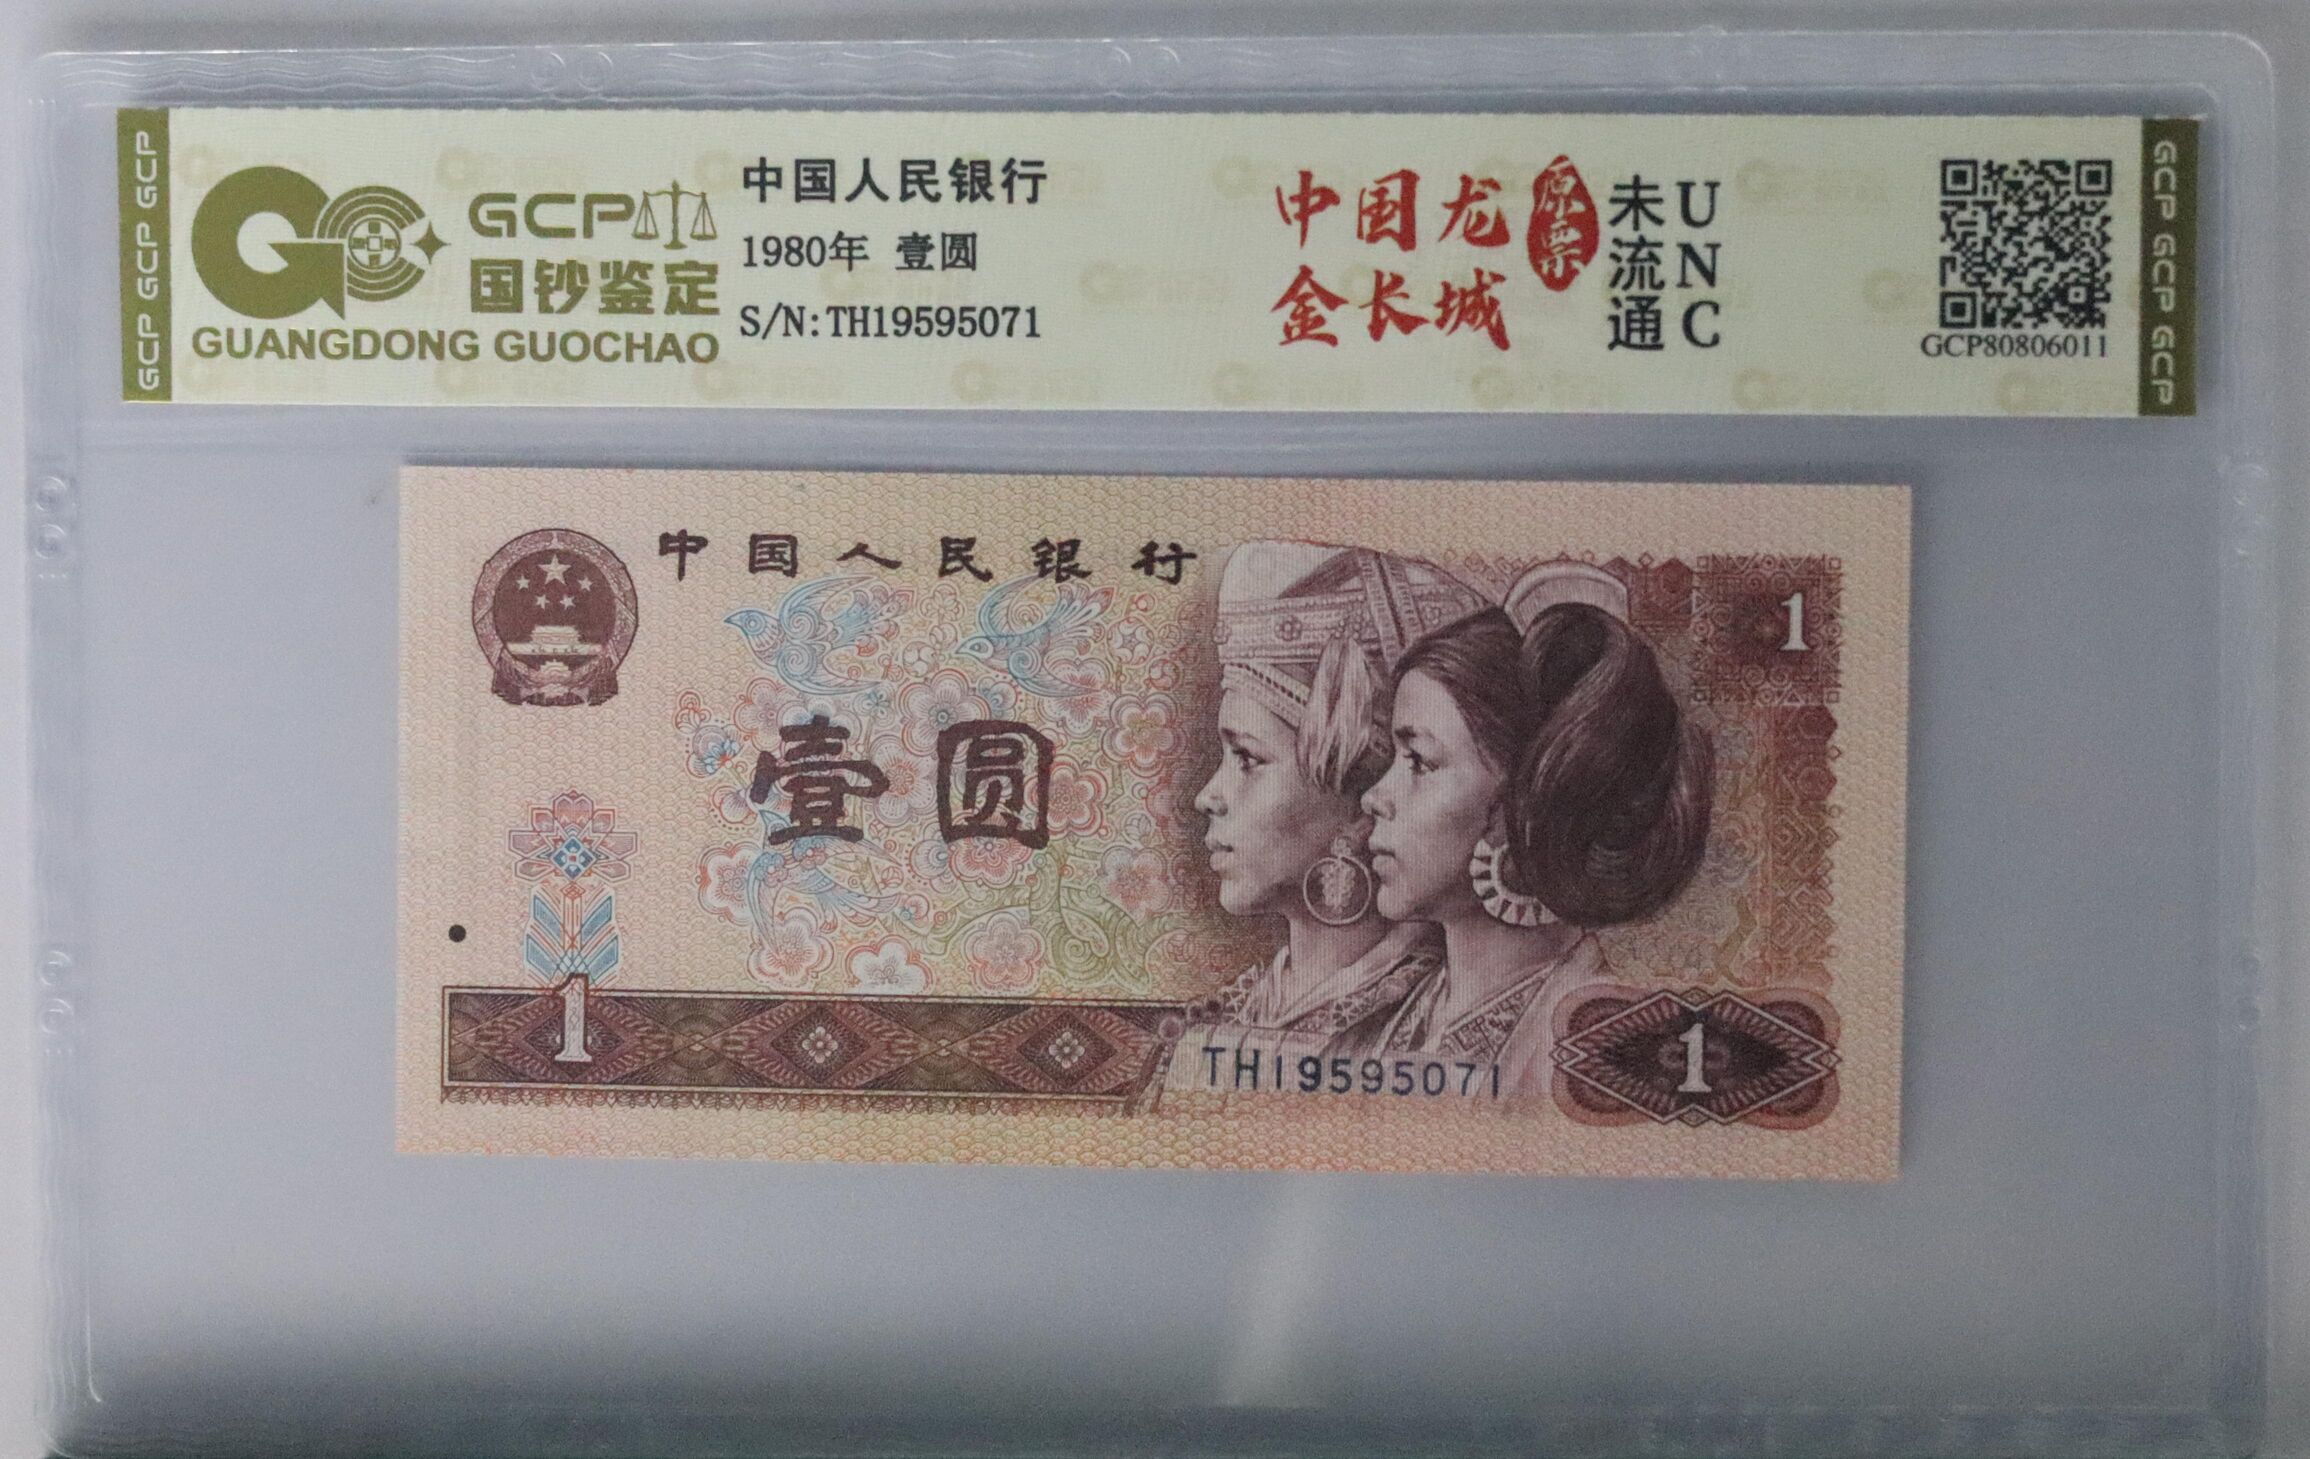 GCP GCP GCP
GCP
国钞鉴定
GUANGDONG GUOCHAO
中国人民银行
1980年 壹圆
S/N:TH19595071
中国龙
金长城
原票
未流通
UNC
GCP80806011
GCP GCP GCP
中国人民银行
壹圆
1
1
TH19595071
1